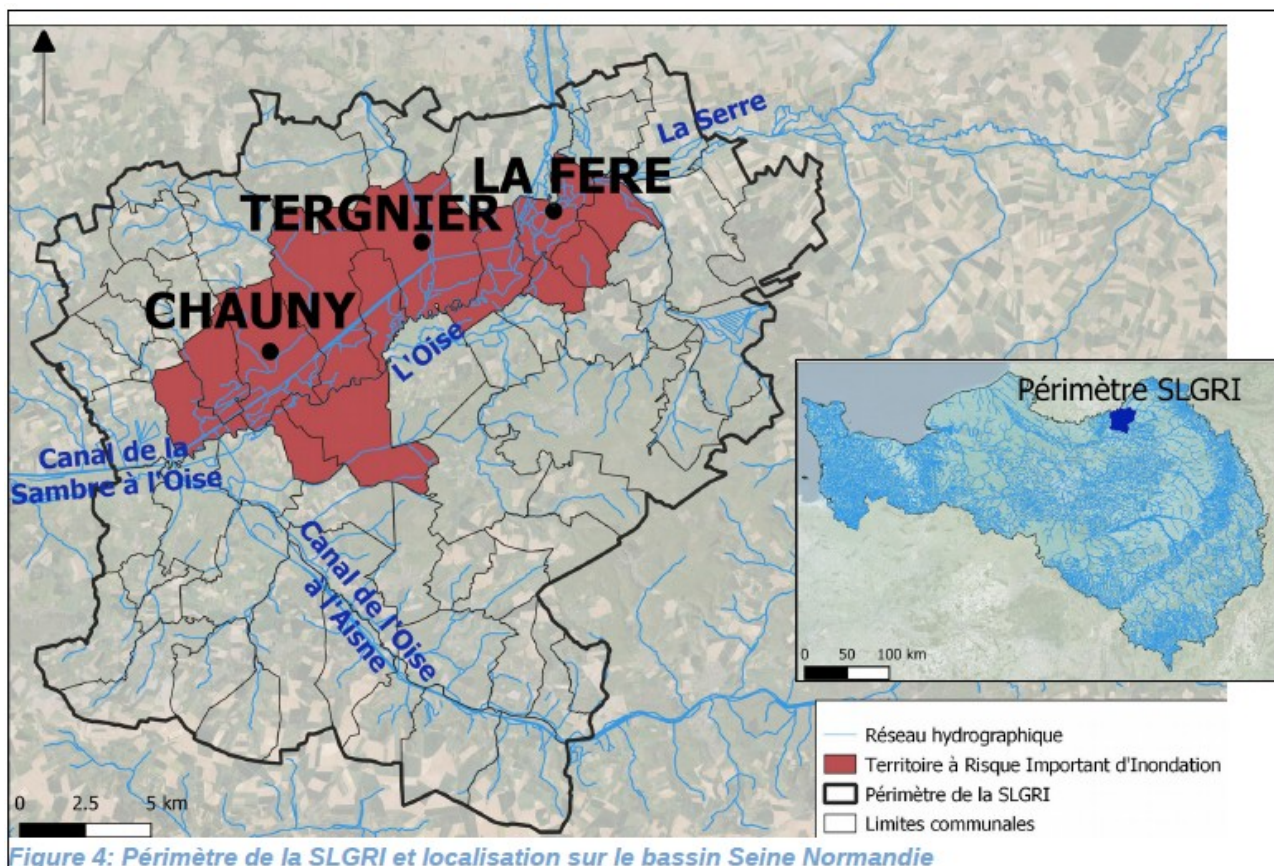 La Serre
LA FERE
TERGNIER
CHAUNY
L'Oise
Canal de la
Sambre à l'Oise
Canal de l'Oise
à l'Aisne
Périmètre SLGRI
0 50 100 km
Réseau hydrographique
Territoire à Risque Important d'Inondation
Périmètre de la SLGRI
Limites communales
0 2.5 5 km
Figure 4: Périmètre de la SLGRI et localisation sur le bassin Seine Normandie